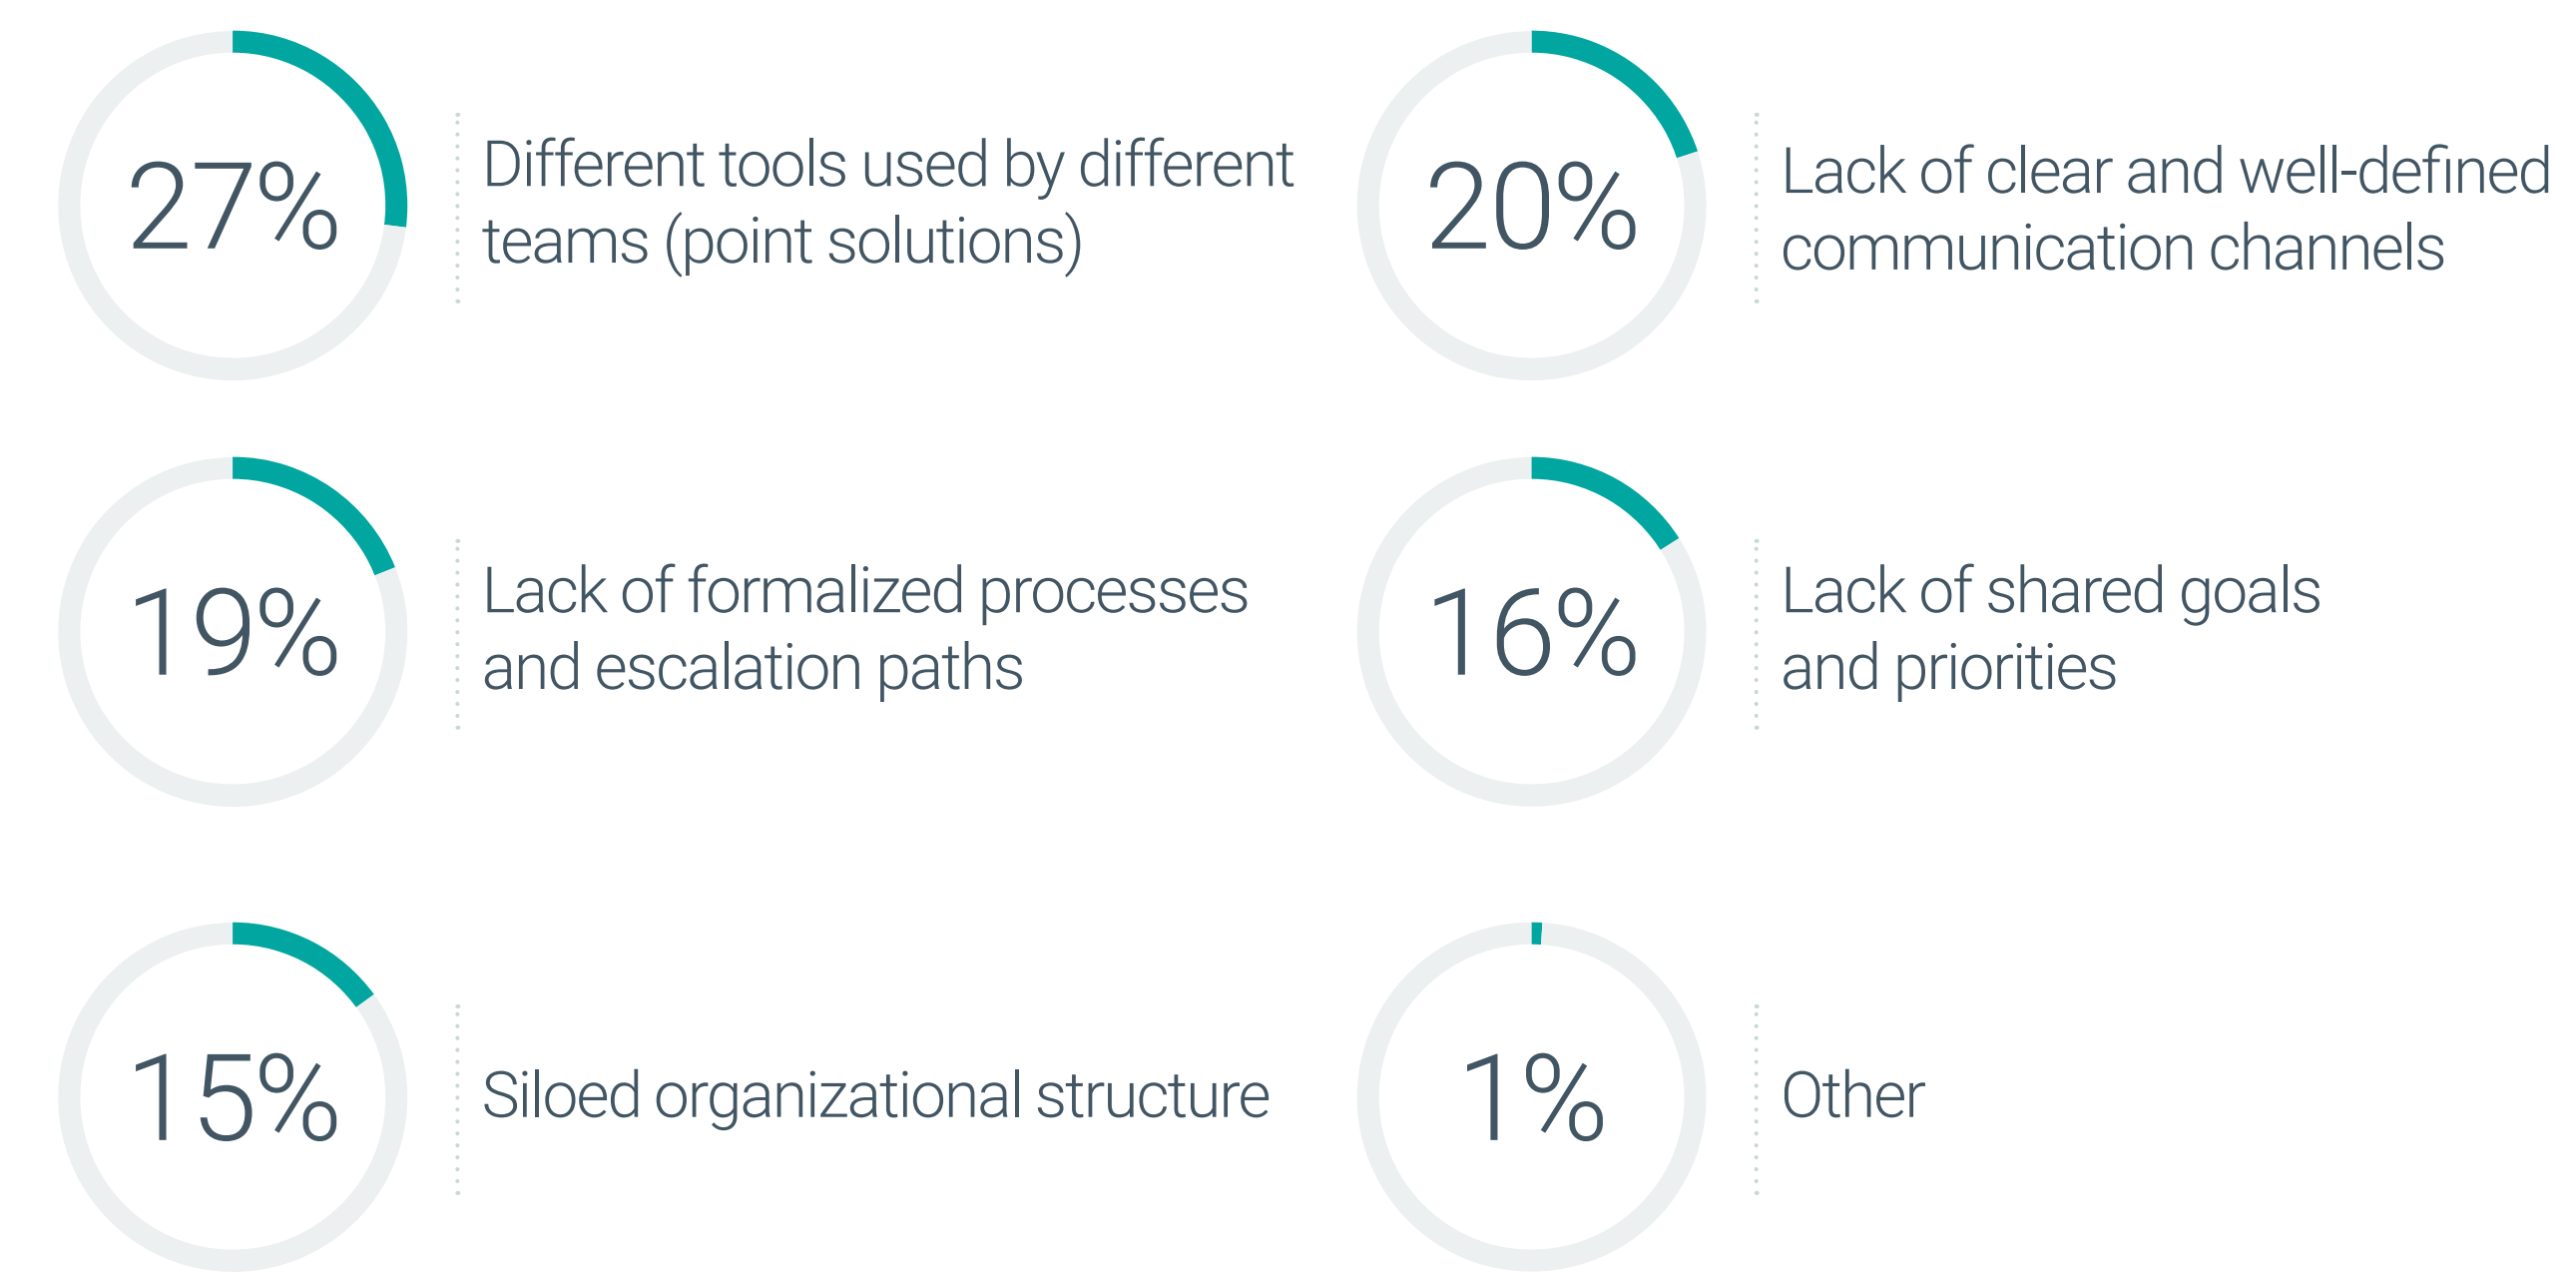 27%
Different tools used by different
teams (point solutions)
20%
Lack of clear and well-defined
communication channels
19%
Lack of formalized processes
and escalation paths
16%
Lack of shared goals
and priorities
15%
Siloed organizational structure
1%
Other